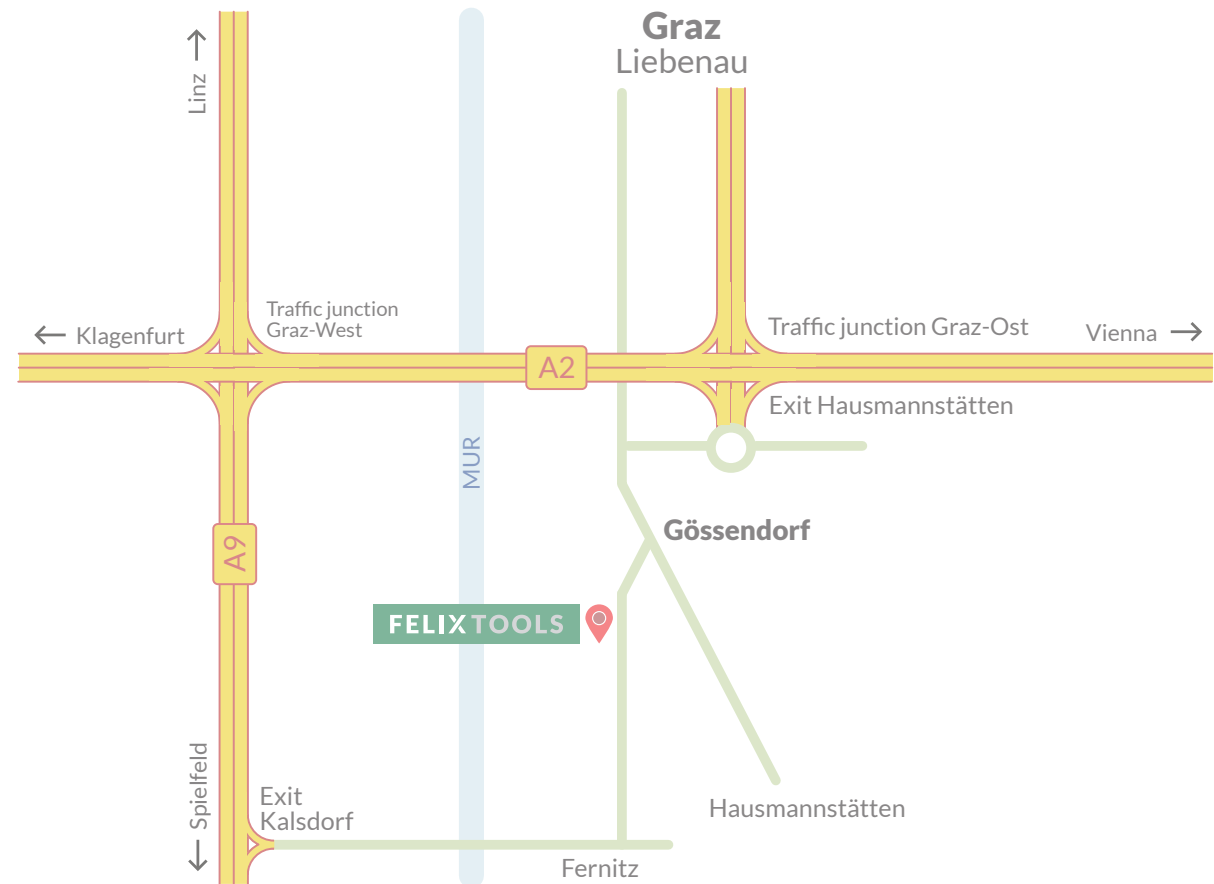 Graz
Liebenau
Linz
Traffic junction
Graz-West
Klagenfurt
Traffic junction Graz-Ost
Vienna
A2
Exit Hausmannstätten
MUR
Gössendorf
A9
FELIX TOOLS
Spielfeld
Exit
Kalsdorf
Hausmannstätten
Fernitz